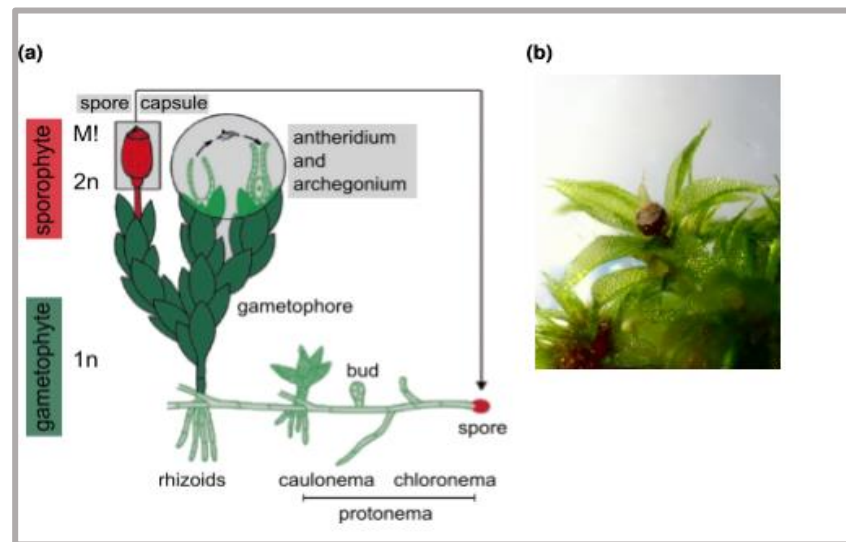 (a)
(b)
spore capsule
M!
2n
sporophyte
antheridium
and
archegonium
gametophore
gametophyte
1n
bud
spore
rhizoids
caulonema
chloronema
protonema